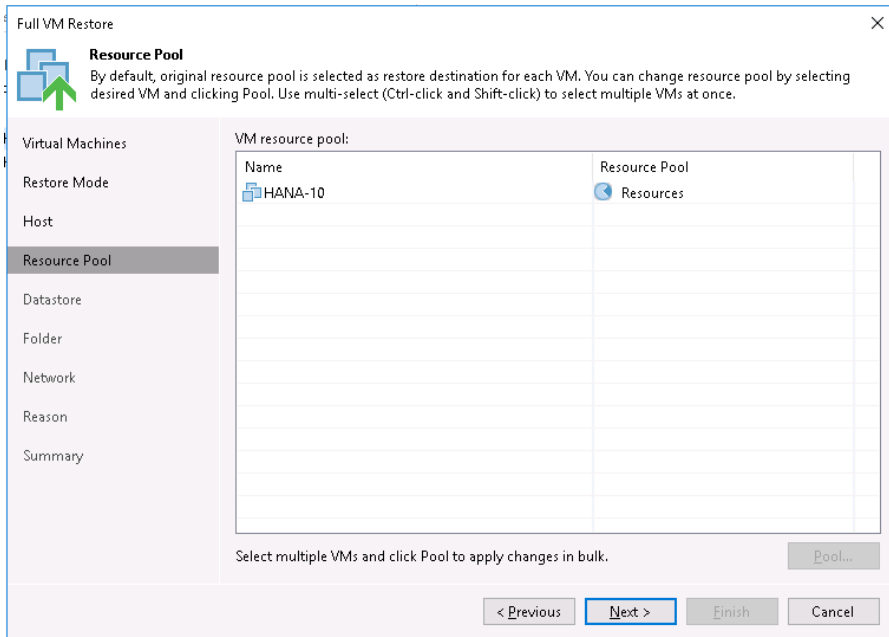 Full VM Restore
Resource Pool
By default, original resource pool is selected as restore destination for each VM. You can change resource pool by selecting
desired VM and clicking Pool. Use multi-select (Ctrl-click and Shift-click) to select multiple VMs at once.
Virtual Machines
Restore Mode
Host
Resource Pool
Datastore
Folder
Network
Reason
Summary
VM resource pool:
Name Resource Pool
HANA-10 Resources
Select multiple VMs and click Pool to apply changes in bulk.
Pool...
< Previous Next > Finish Cancel